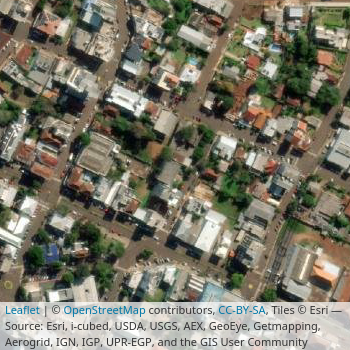 Leaflet | © OpenStreetMap contributors, CC-BY-SA, Tiles © Esri —
Source: Esri, i-cubed, USDA, USGS, AEX, GeoEye, Getmapping,
Aerogrid, IGN, IGP, UPR-EGP, and the GIS User Community